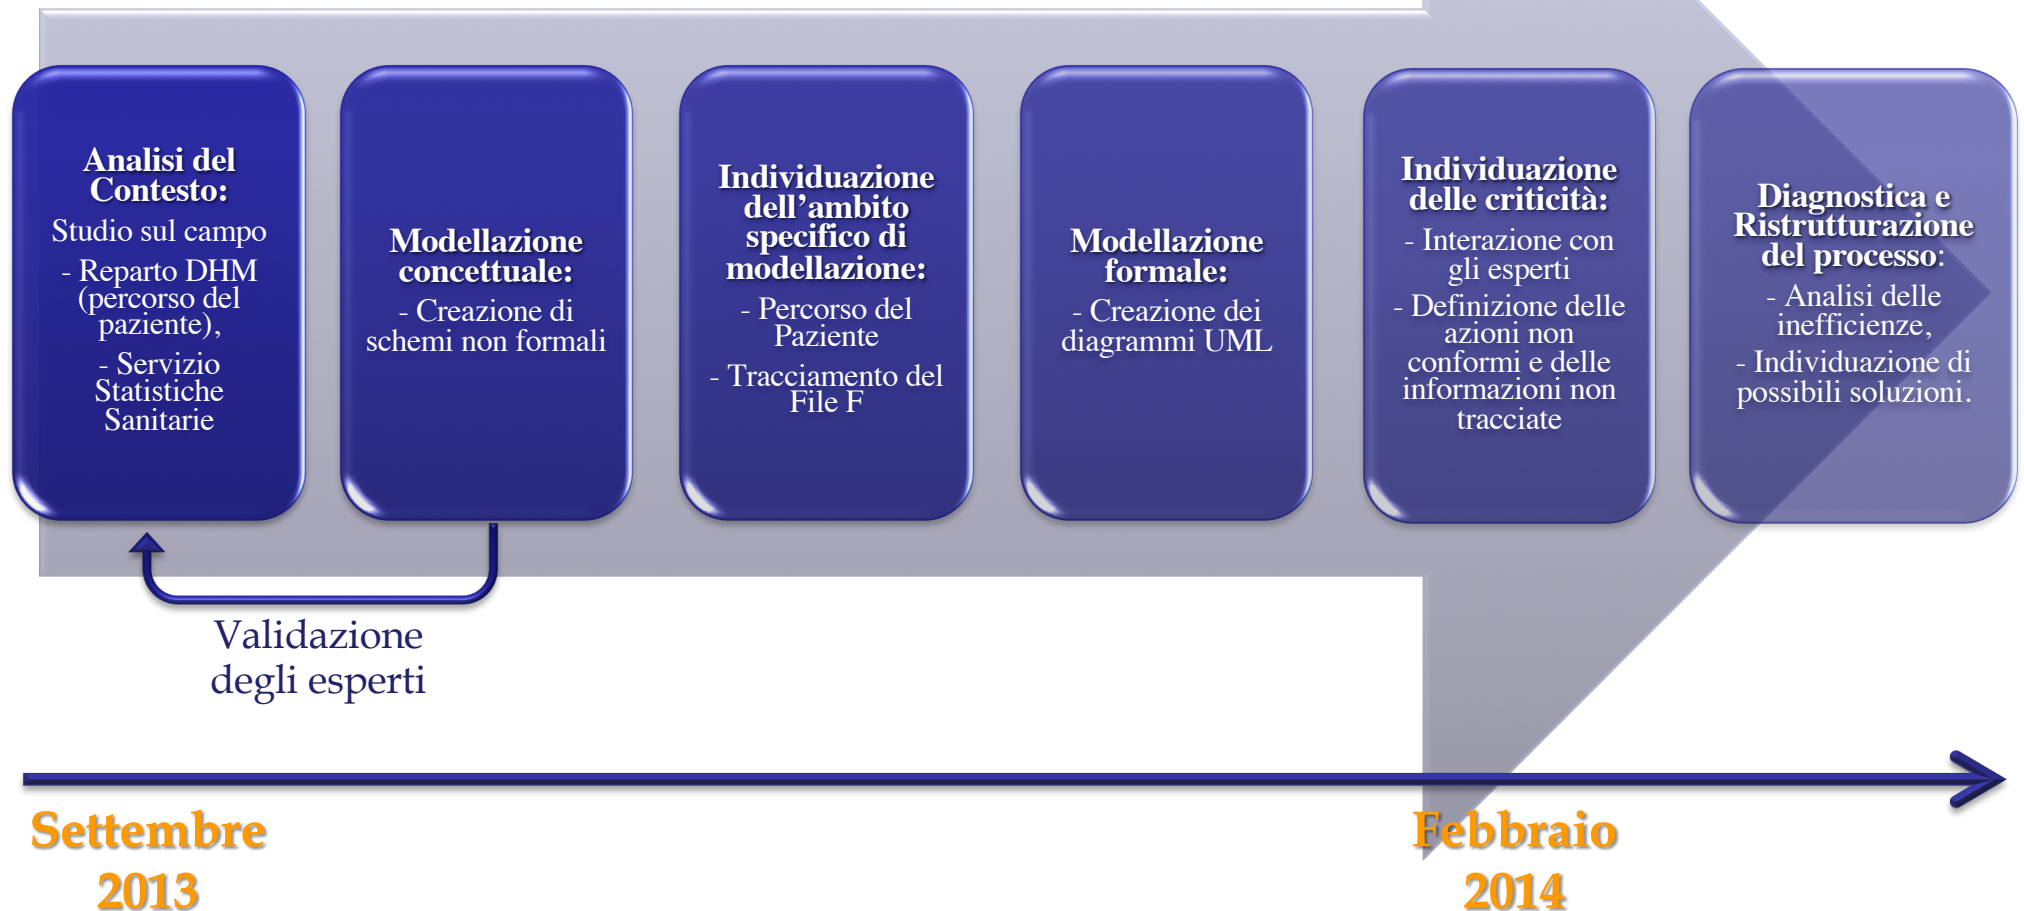 Analisi del
Contesto:
Studio sul campo
- Reparto DHM
(percorso del
paziente),
- Servizio
Statistiche
Sanitarie
Modellazione
concettuale:
- Creazione di
schemi non formali
Individuazione
dell’ambito
specifico di
modellazione:
- Percorso del
Paziente
- Tracciamento del
File F
Modellazione
formale:
- Creazione dei
diagrammi UML
Individuazione
delle criticità:
- Interazione con
gli esperti
- Definizione delle
azioni non
conformi e delle
informazioni non
tracciate
Diagnostica e
Ristrutturazione
del processo:
- Analisi delle
inefficienze,
- Individuazione di
possibili soluzioni.
Validazione
degli esperti
Settembre
2013
Febbraio
2014